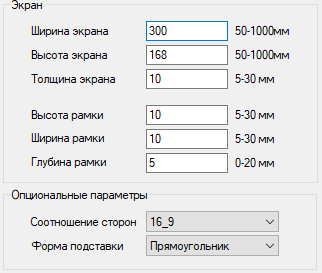 Экран
Ширина экрана 300 50-1000мм
Высота экрана 168 50-1000мм
Толщина экрана 10 5-30 мм
Высота рамки 10 5-30 мм
Ширина рамки 10 5-30 мм
Глубина рамки 5 0-20 мм
Опциональные параметры
Соотношение сторон 16_9
Форма подставки Прямоугольник